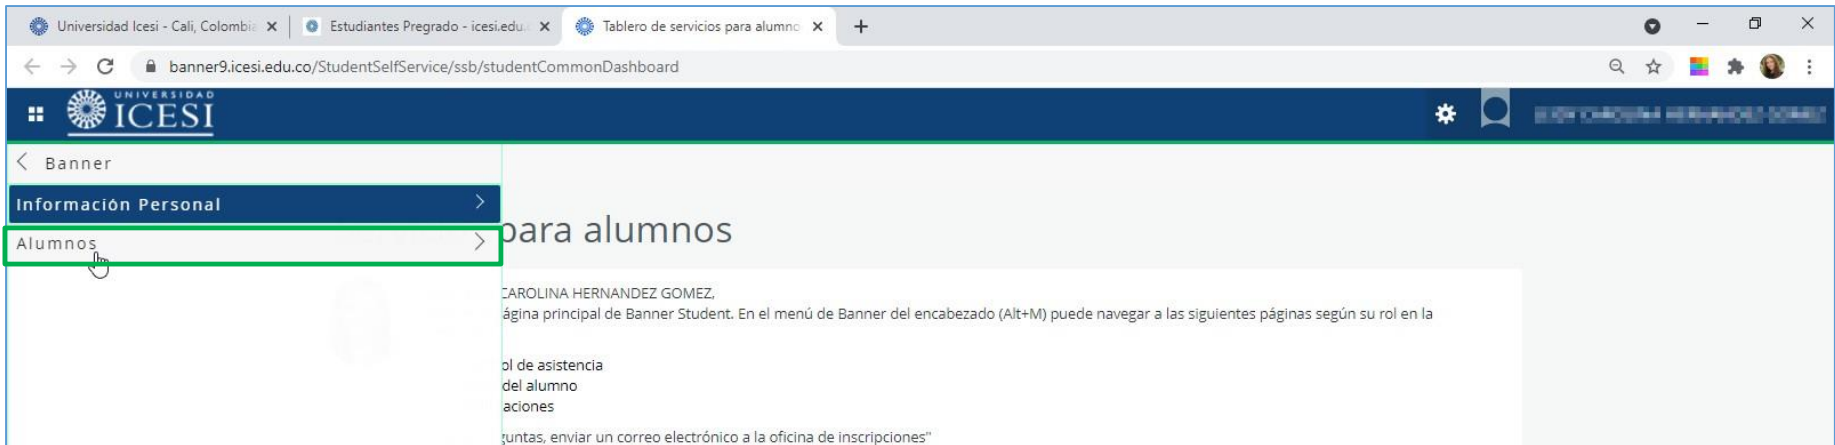 Universidad Icesi - Cali, Colombia
Estudiantes Pregrado - icesi.edu.
Tablero de servicios para alumno
banner9.icesi.edu.co/StudentSelfService/ssb/studentCommonDashboard
UNIVERSIDAD
ICESI
Banner
Información Personal
Alumnos
para alumnos
CAROLINA HERNANDEZ GOMEZ,
ágina principal de Banner Student. En el menú de Banner del encabezado (Alt+M) puede navegar a las siguientes páginas según su rol en la
ol de asistencia
del alumno
aciones
guntas, enviar un correo electrónico a la oficina de inscripciones"